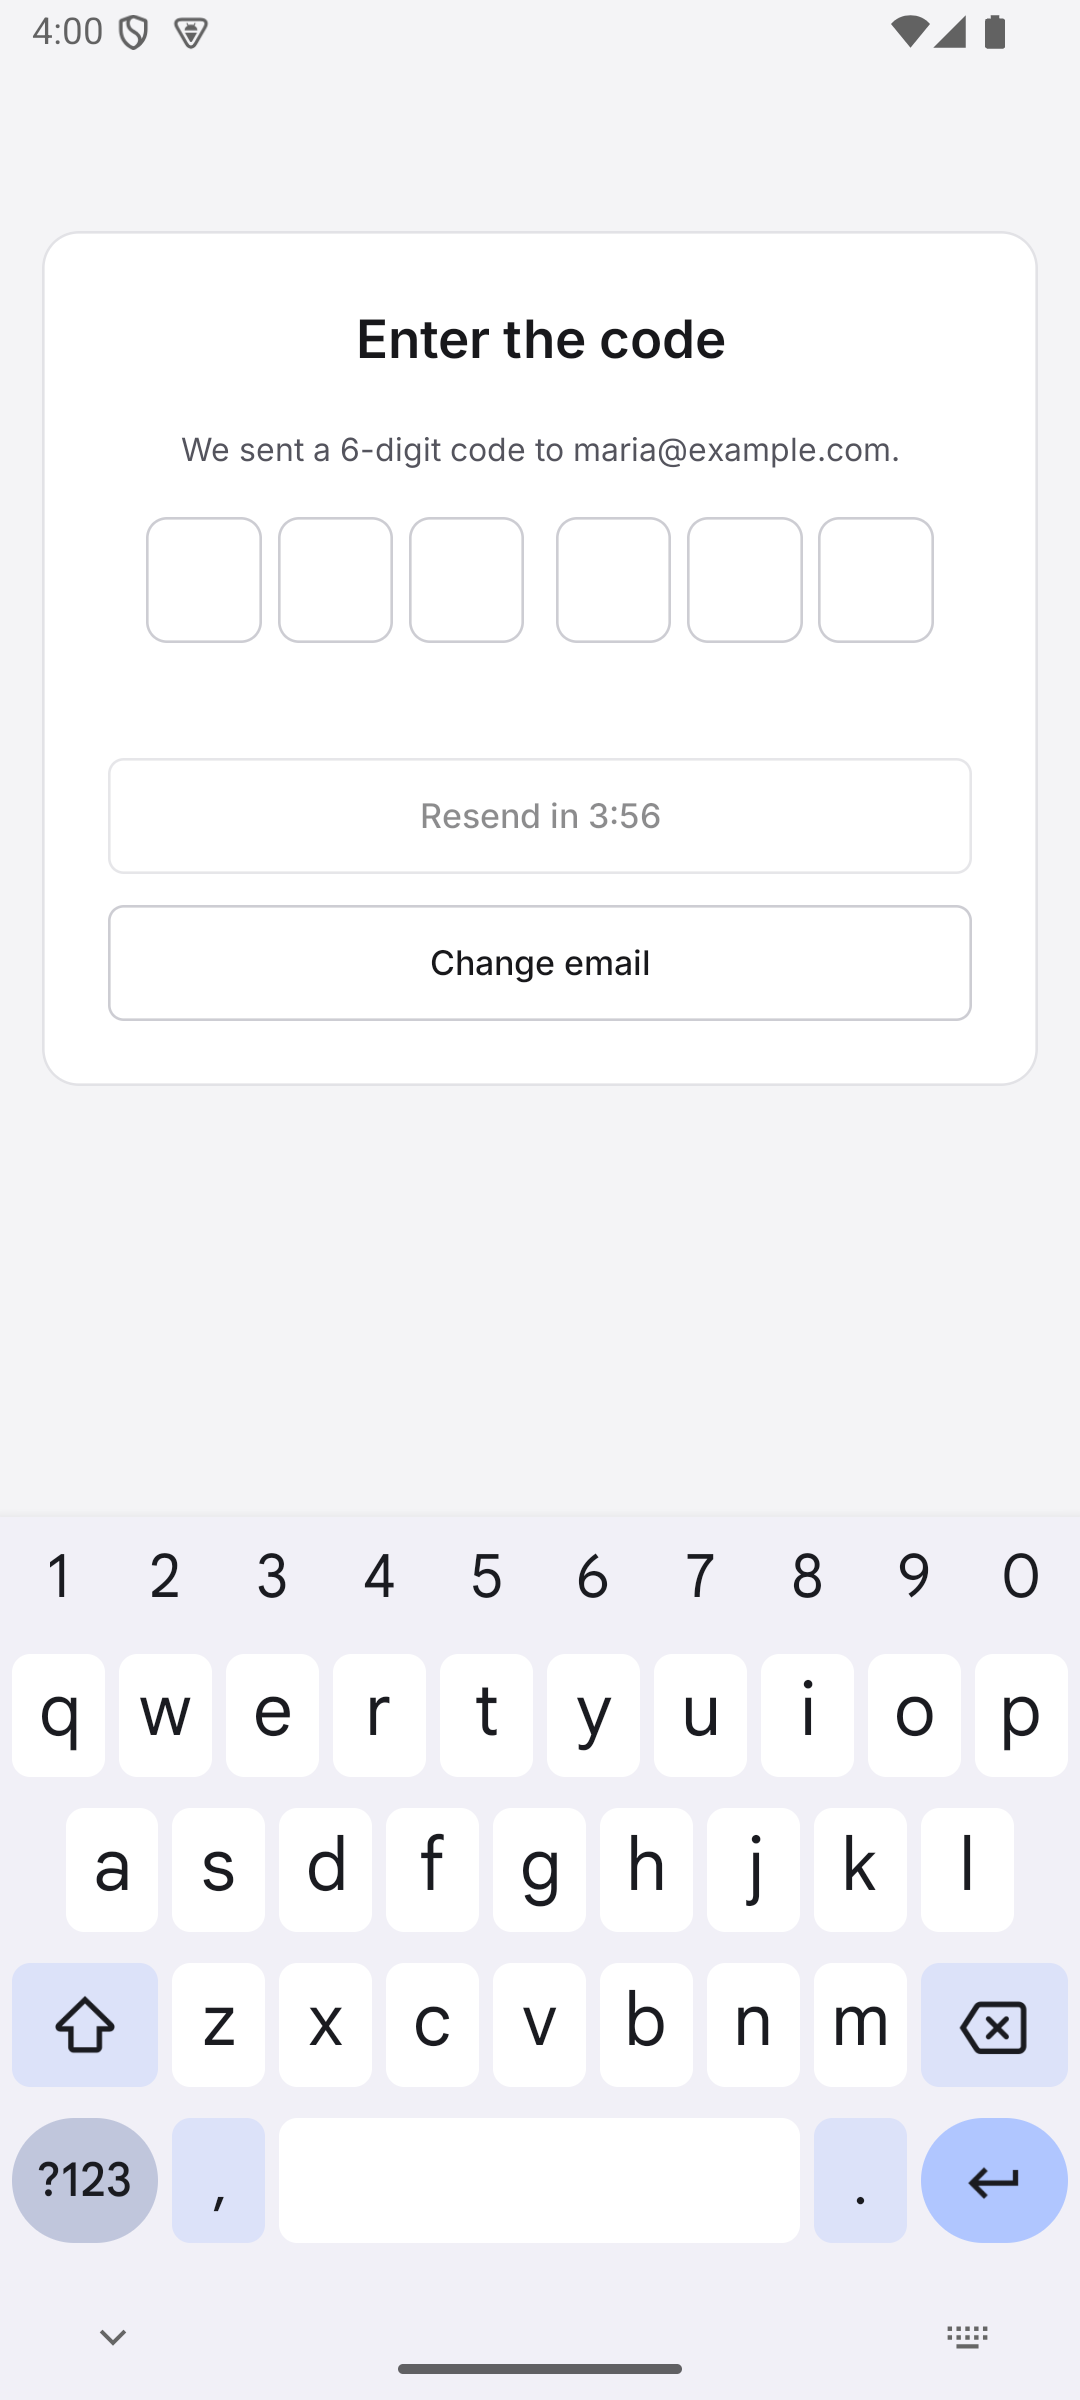 4:00
Enter the code
We sent a 6-digit code to maria@example.com.
Resend in 3:56
Change email
1 2 3 4 5 6 7 8 9 0
q w e r t y u i o p
a s d f g h j k l
z x c v b n m
?123 , .